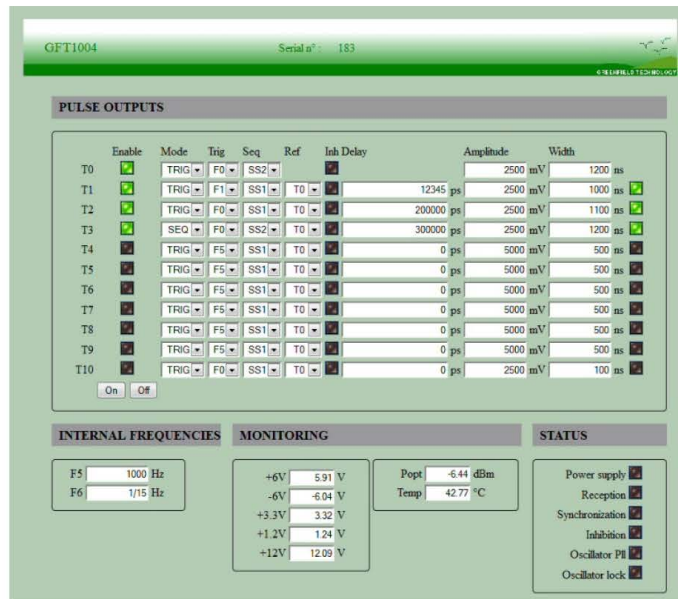 GFT1004 Serial n° : 183
GREENFIELD TECHNOLOGY
PULSE OUTPUTS
Enable Mode Trig Seq Ref Inh Delay Amplitude Width
T0 TRIG F0 SS2 2500 mV 1200 ns
T1 TRIG F1 SS1 T0 12345 ps 2500 mV 1000 ns
T2 TRIG F0 SS1 T0 200000 ps 2500 mV 1100 ns
T3 SEQ F0 SS2 T0 300000 ps 2500 mV 1200 ns
T4 TRIG F5 SS1 T0 0 ps 5000 mV 500 ns
T5 TRIG F5 SS1 T0 0 ps 5000 mV 500 ns
T6 TRIG F5 SS1 T0 0 ps 5000 mV 500 ns
T7 TRIG F5 SS1 T0 0 ps 5000 mV 500 ns
T8 TRIG F5 SS1 T0 0 ps 5000 mV 500 ns
T9 TRIG F5 SS1 T0 0 ps 5000 mV 500 ns
T10 TRIG F0 SS1 T0 0 ps 2500 mV 100 ns
On Off
INTERNAL FREQUENCIES
F5 1000 Hz
F6 1/15 Hz
MONITORING
+6V 5.91 V
-6V -6.04 V
+3.3V 3.32 V
+1.2V 1.24 V
+12V 12.09 V
Popt -6.44 dBm
Temp 42.77 °C
STATUS
Power supply
Reception
Synchronization
Inhibition
Oscillator Pll
Oscillator lock